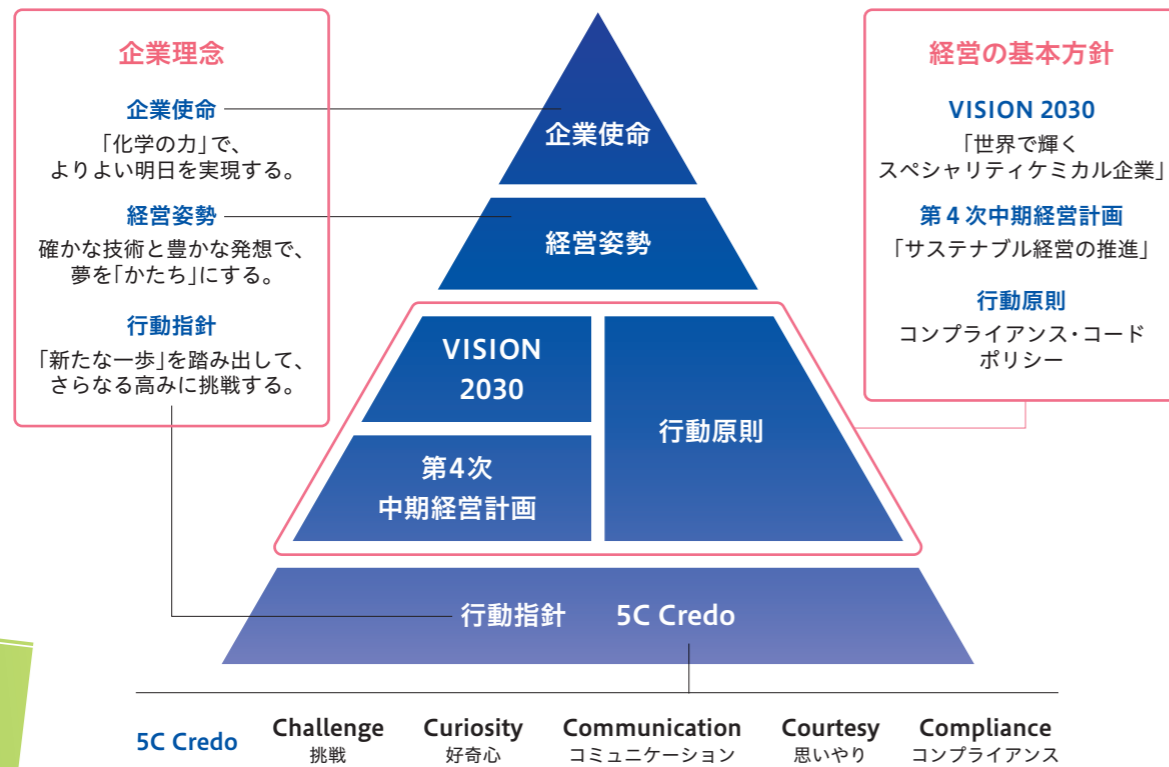 企業理念
企業使命
「化学の力」で、
よりよい明日を実現する。
経営姿勢
確かな技術と豊かな発想で、
夢を「かたち」にする。
行動指針
「新たな一歩」を踏み出して、
さらなる高みに挑戦する。
企業使命
経営姿勢
VISION
2030
第4次
中期経営計画
行動原則
行動指針 5C Credo
経営の基本方針
VISION 2030
「世界で輝く
スペシャリティケミカル企業」
第4次中期経営計画
「サステナブル経営の推進」
行動原則
コンプライアンス・コード
ポリシー
5C Credo
Challenge
挑戦
Curiosity
好奇心
Communication
コミュニケーション
Courtesy
思いやり
Compliance
コンプライアンス